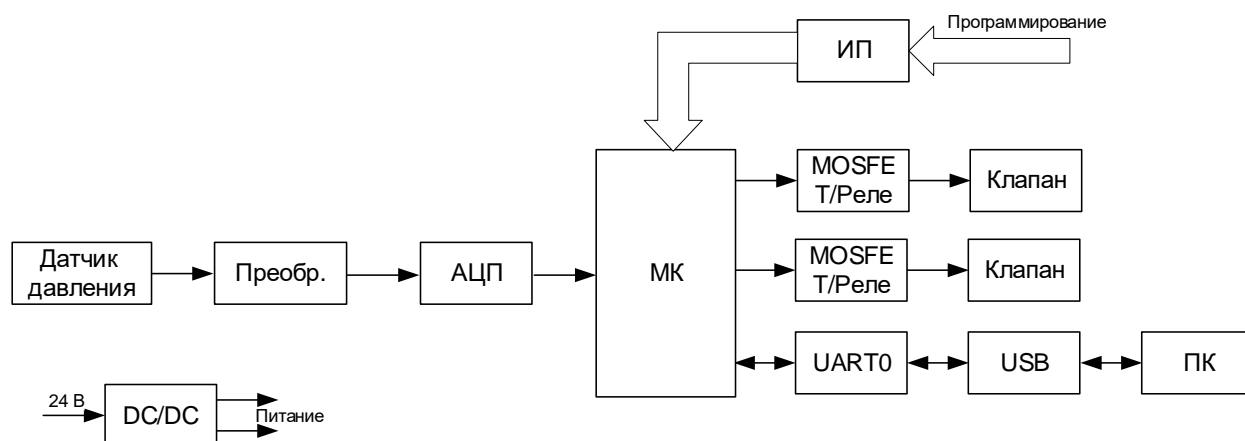 Программирование
ИП
MOSFE
Т/Реле
Клапан
Датчик
давления
Преобр.
АЦП
МК
MOSFE
Т/Реле
Клапан
UART0
USB
ПК
24 В
DC/DC
Питание